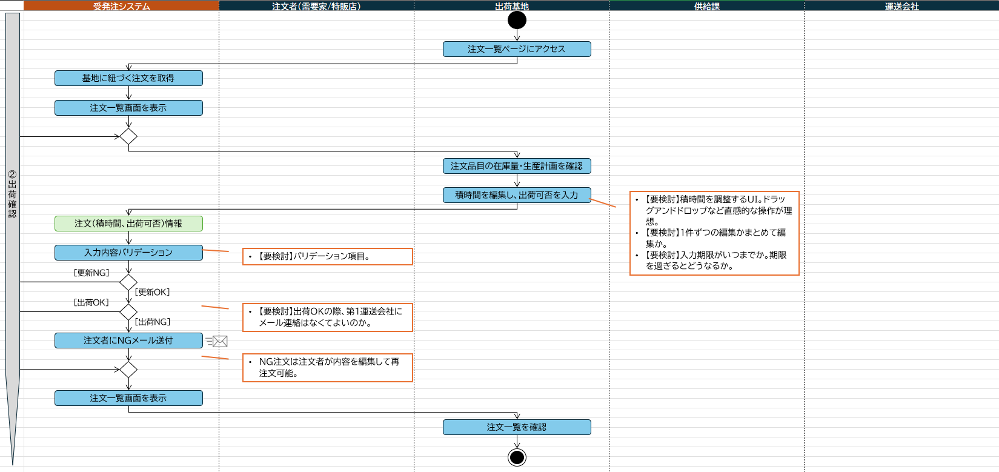 受発注システム
注文者(需要家/特販店)
出荷基地
供給課
運送会社
注文一覧ページにアクセス
基地に紐づく注文を取得
注文一覧画面を表示
②出荷確認
注文品目の在庫量・生産計画を確認
積時間を編集し、出荷可否を入力
• 【要検討】積時間を調整するUI。ドラッ
グアンドドロップなど直感的な操作が理
想。
• 【要検討】1件ずつの編集かまとめて編
集か。
• 【要検討】入力期限がいつまでか。期限
を過ぎるとどうなるか。
注文(積時間、出荷可否)情報
入力内容バリデーション
• 【要検討】バリデーション項目。
[更新NG]
[更新OK]
[出荷OK]
• 【要検討】出荷OKの際、第1運送会社に
メール連絡はなくてよいのか。
[出荷NG]
注文者にNGメール送付
• NG注文は注文者が内容を編集して再
注文可能。
注文一覧画面を表示
注文一覧を確認